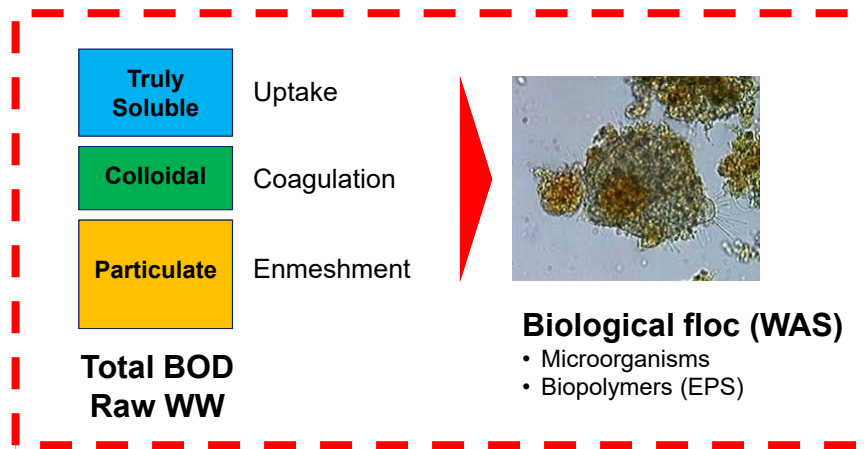 Truly
Soluble
Uptake
Colloidal
Coagulation
Particulate
Enmeshment
Total BOD
Raw WW
Biological floc (WAS)
• Microorganisms
• Biopolymers (EPS)